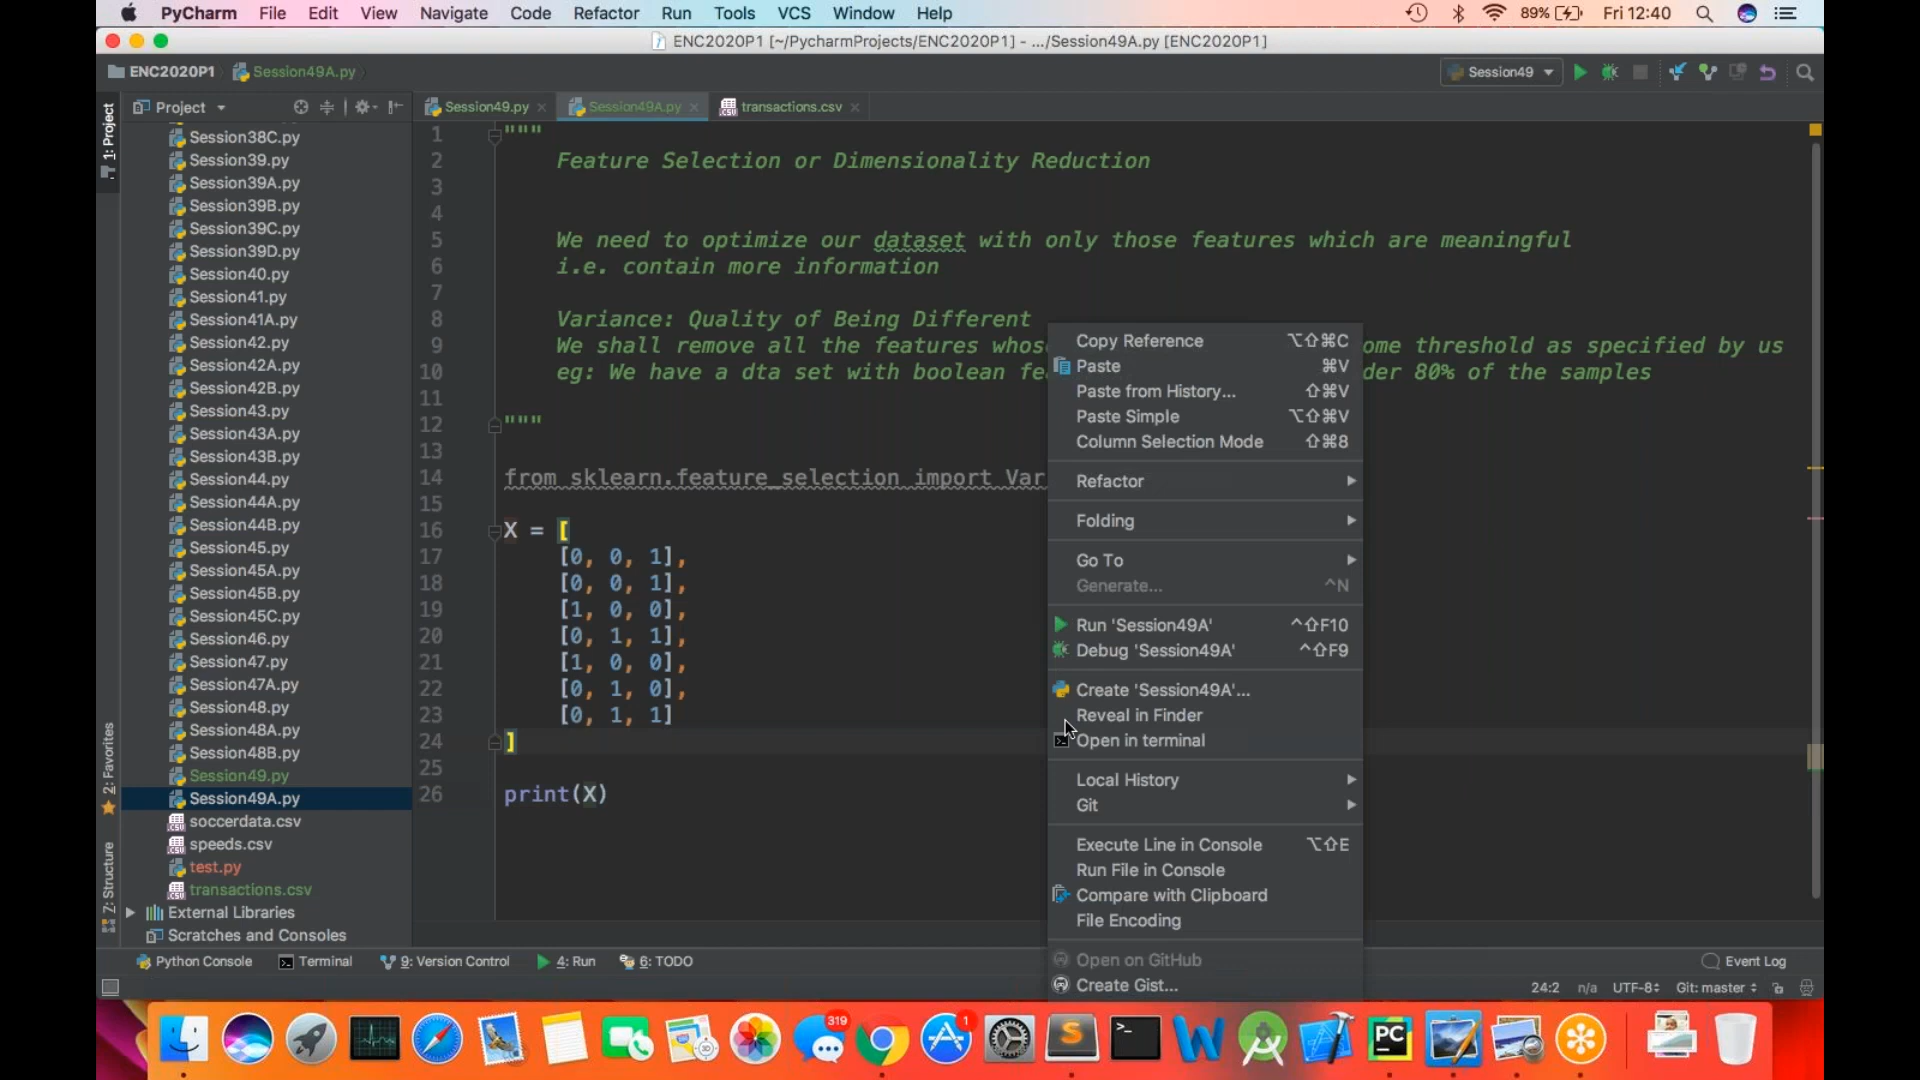 PyCharm File Edit View Navigate Code Refactor Run Tools VCS Window Help 89% Fri 12:40
ENC2020P1 [~/PycharmProjects/ENC2020P1] - .../Session49A.py [ENC2020P1]
ENC2020P1 Session49A.py Session49
Project Session49.py Session49A.py transactions.csv
1: Project
2: Favorites
Z: Structure
Session38C.py
Session39.py
Session39A.py
Session39B.py
Session39C.py
Session39D.py
Session40.py
Session41.py
Session41A.py
Session42.py
Session42A.py
Session42B.py
Session43.py
Session43A.py
Session43B.py
Session44.py
Session44A.py
Session44B.py
Session45.py
Session45A.py
Session45B.py
Session45C.py
Session46.py
Session47.py
Session47A.py
Session48.py
Session48A.py
Session48B.py
Session49.py
Session49A.py
soccerdata.csv
speeds.csv
test.py
transactions.csv
External Libraries
Scratches and Consoles
1 """
2 Feature Selection or Dimensionality Reduction
3
4
5 We need to optimize our dataset with only those features which are meaningful
6 i.e. contain more information
7
8 Variance: Quality of Being Different
9 We shall remove all the features whos ome threshold as specified by us
10 eg: We have a dta set with boolean fe der 80% of the samples
11
12 """
13
14 from sklearn.feature_selection import Var
15
16 X = [
17 [0, 0, 1],
18 [0, 0, 1],
19 [1, 0, 0],
20 [0, 1, 1],
21 [1, 0, 0],
22 [0, 1, 0],
23 [0, 1, 1]
24 ]
25
26 print(X)
Copy Reference ⌥⇧⌘C
Paste ⌘V
Paste from History... ⇧⌘V
Paste Simple ⌥⇧⌘V
Column Selection Mode ⇧⌘8
Refactor
Folding
Go To
Generate... ^N
Run 'Session49A' ^⇧F10
Debug 'Session49A' ^⇧F9
Create 'Session49A'...
Reveal in Finder
Open in terminal
Local History
Git
Execute Line in Console ⌥⇧E
Run File in Console
Compare with Clipboard
File Encoding
Open on GitHub
Create Gist...
Python Console Terminal 9: Version Control 4: Run 6: TODO Event Log
24:2 n/a UTF-8 Git: master
319 1 PC